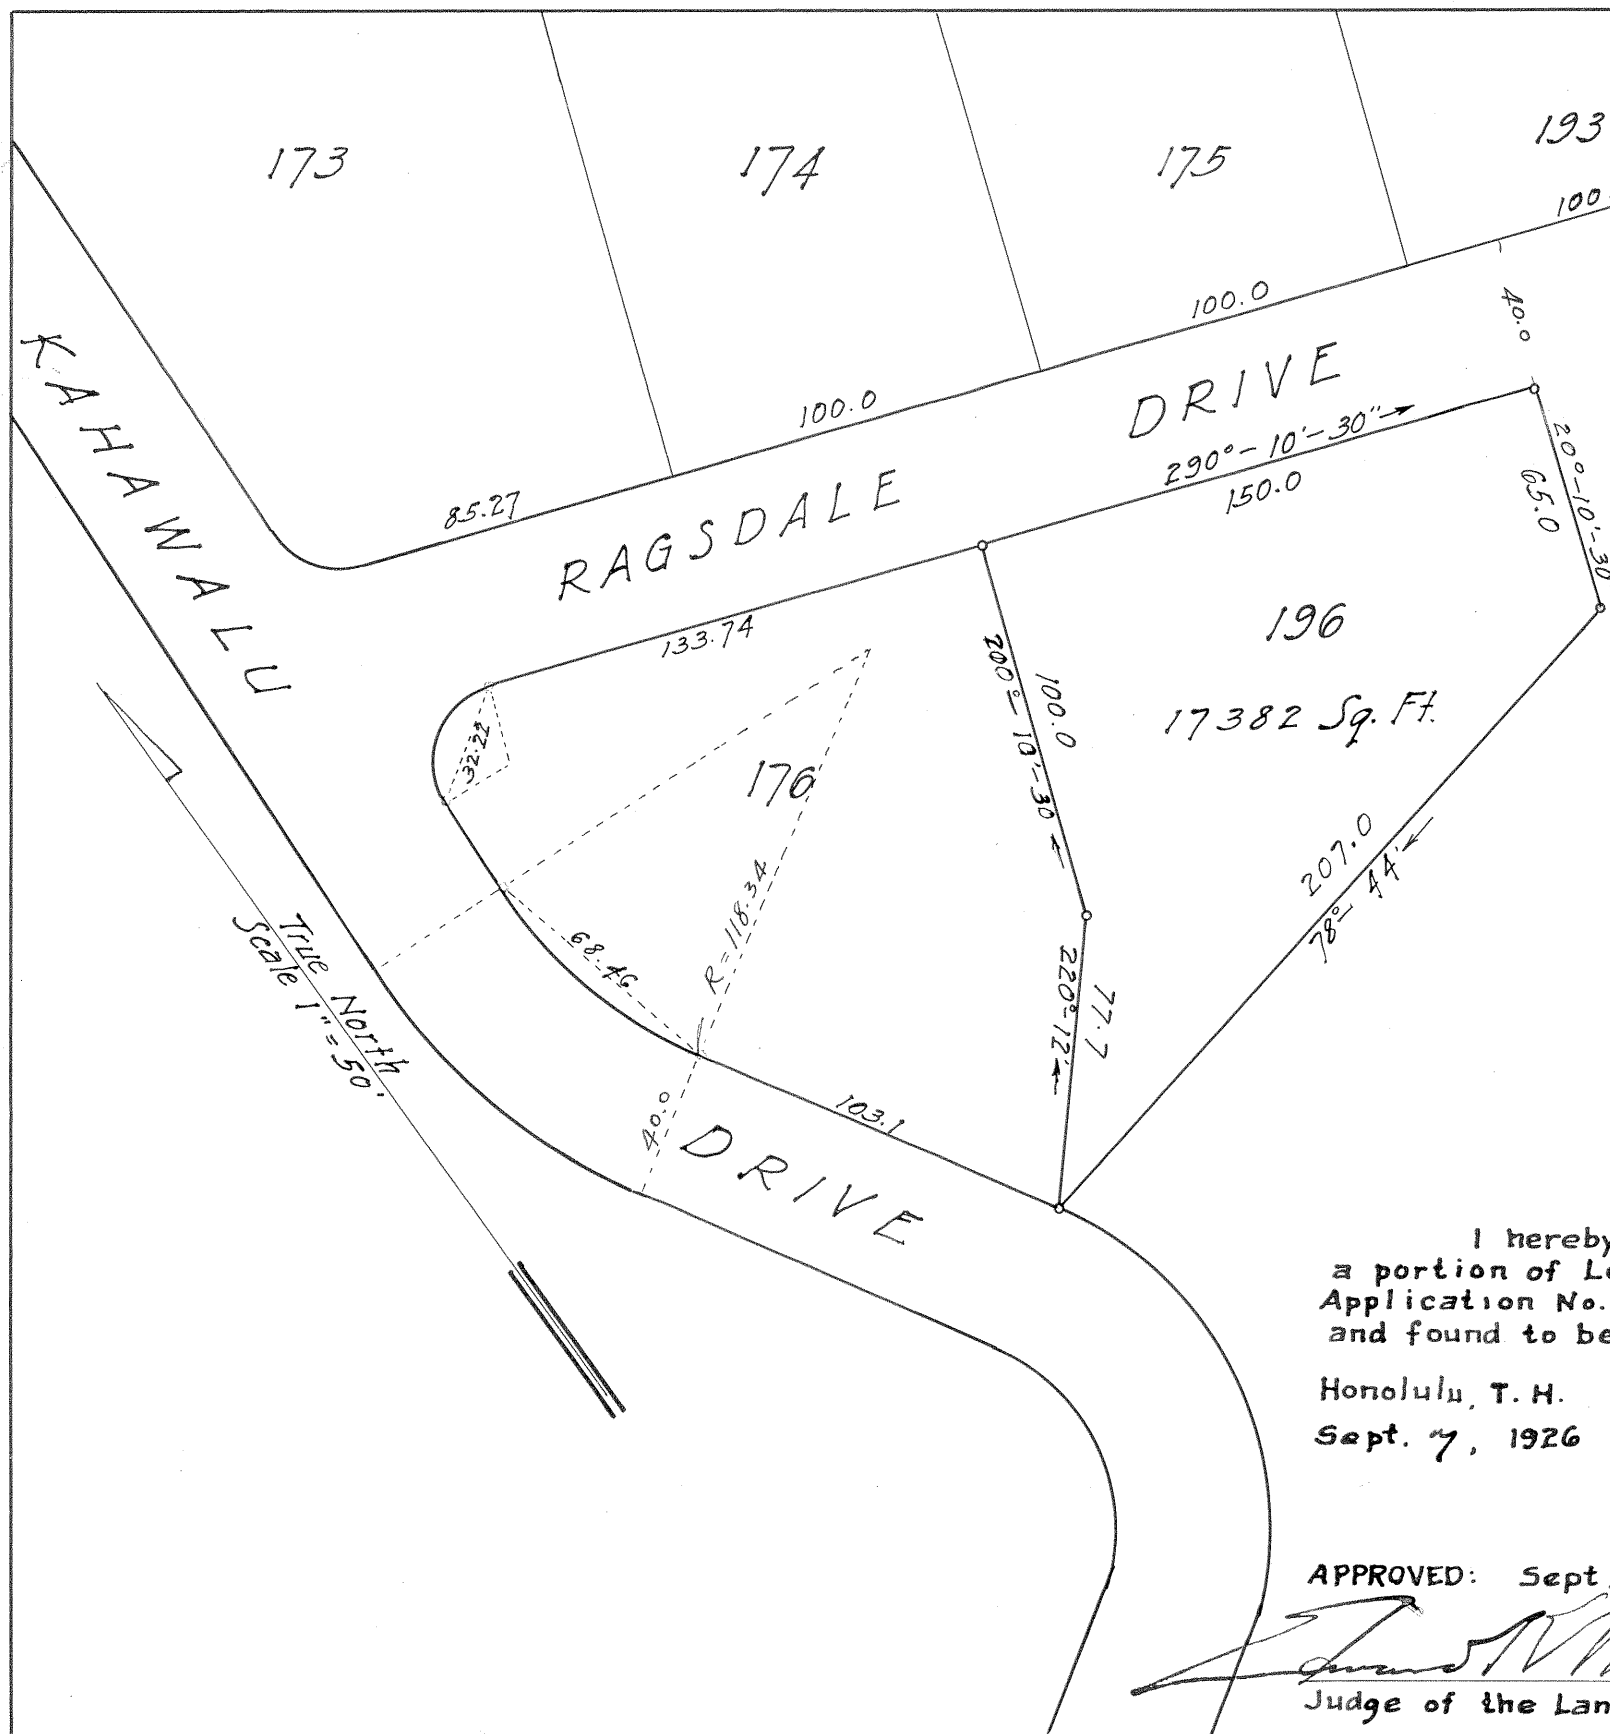 173
174
175
193
100
100.0
40.0
100.0
85.27
KAHAWALU
RAGSDALE DRIVE
290°-10'-30"
150.0
20°-10'-30
65.0
133.74
196
17382 Sq. Ft.
200°-10'-30
100.0
32.22
176
R=118.34
68.46
207.0
78°-44'
77.7
220°-12'
True North
Scale 1"=50'
103.1
40.0
DRIVE
I hereby
a portion of
Application No.
and found to be
Honolulu, T. H.
Sept. 7, 1926
APPROVED: Sept
Judge of the Lan